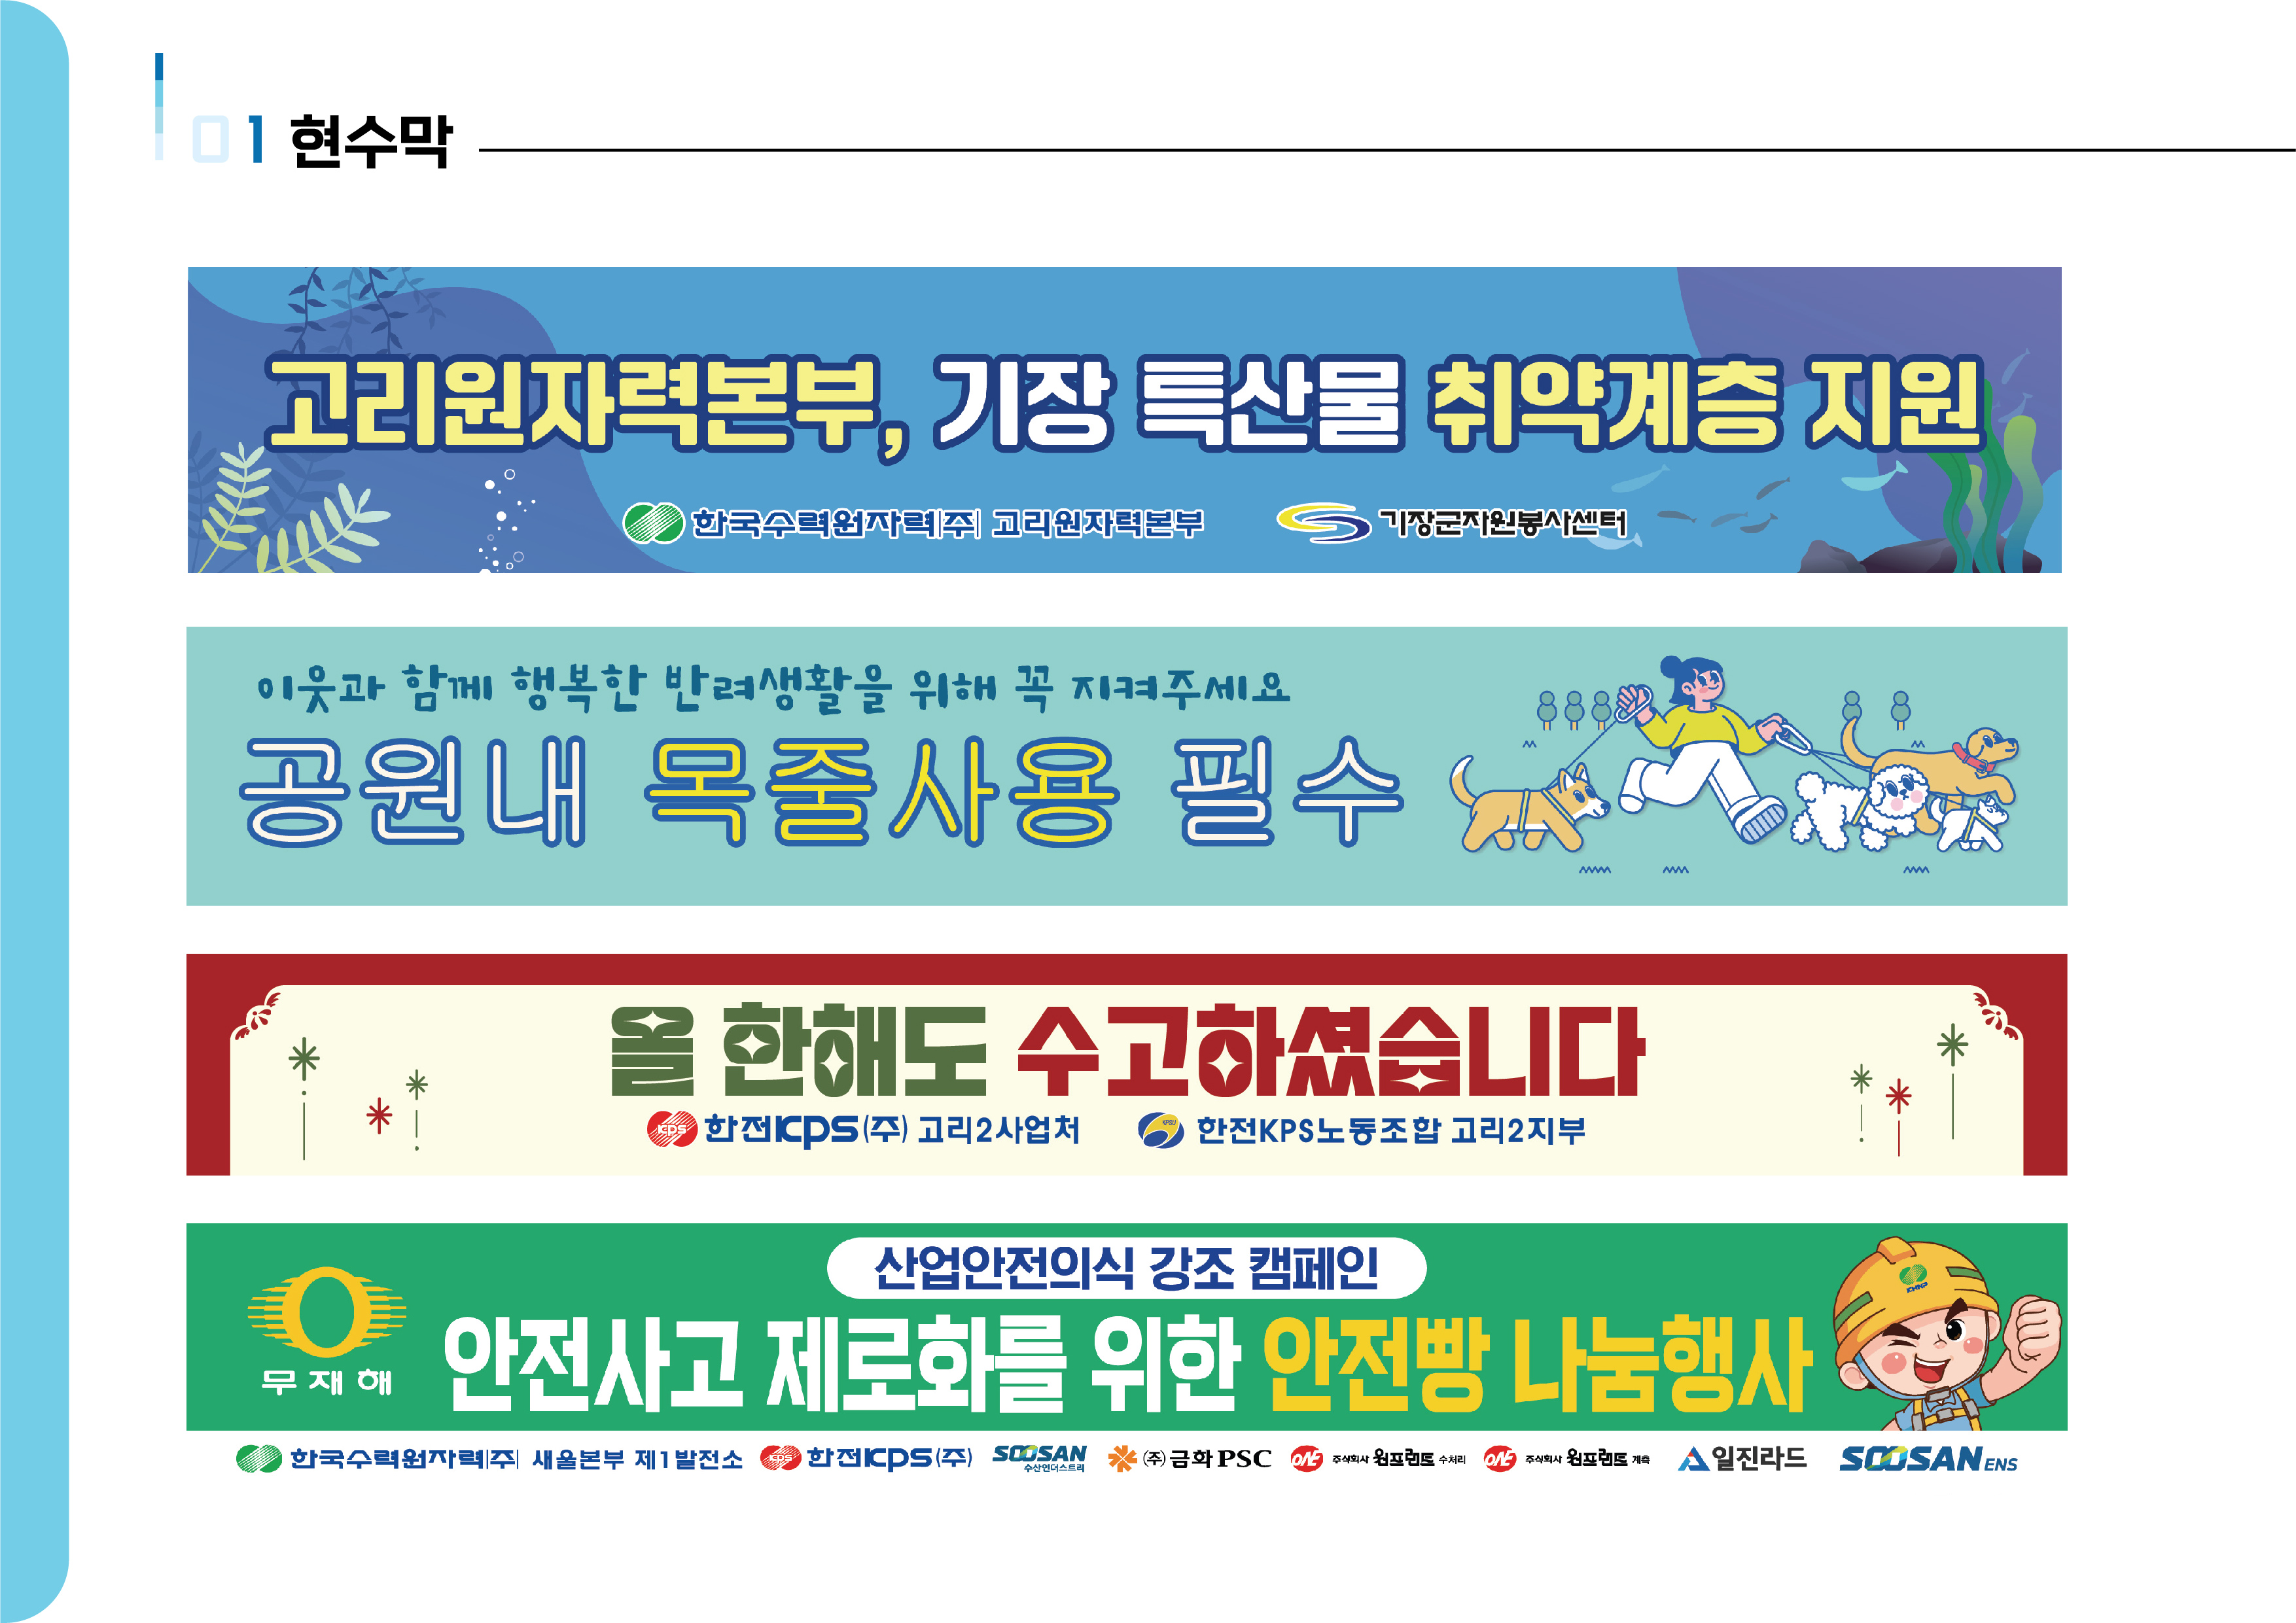 01 현수막
고리원자력본부, 기장 특산물 취약계층 지원
한국수력원자력(주) 고리원자력본부 기장군자원봉사센터
이웃과 함께 행복한 반려생활을 위해 꼭 지켜주세요
공원내 목줄사용 필수
올 한해도 수고하셨습니다
KPS 한전KPS(주) 고리2사업처 KPSU 한전KPS노동조합 고리2지부
산업안전의식 강조 캠페인
무재해
안전사고 제로화를 위한 안전빵 나눔행사
KHNP
한국수력원자력(주) 새울본부 제1발전소 KPS 한전KPS(주) SOOSAN 수산인더스트리 (주)금화PSC ONE 주식회사 원프랜트 수처리 ONE 주식회사 원프랜트 계측 일진라드 SOOSAN ENS